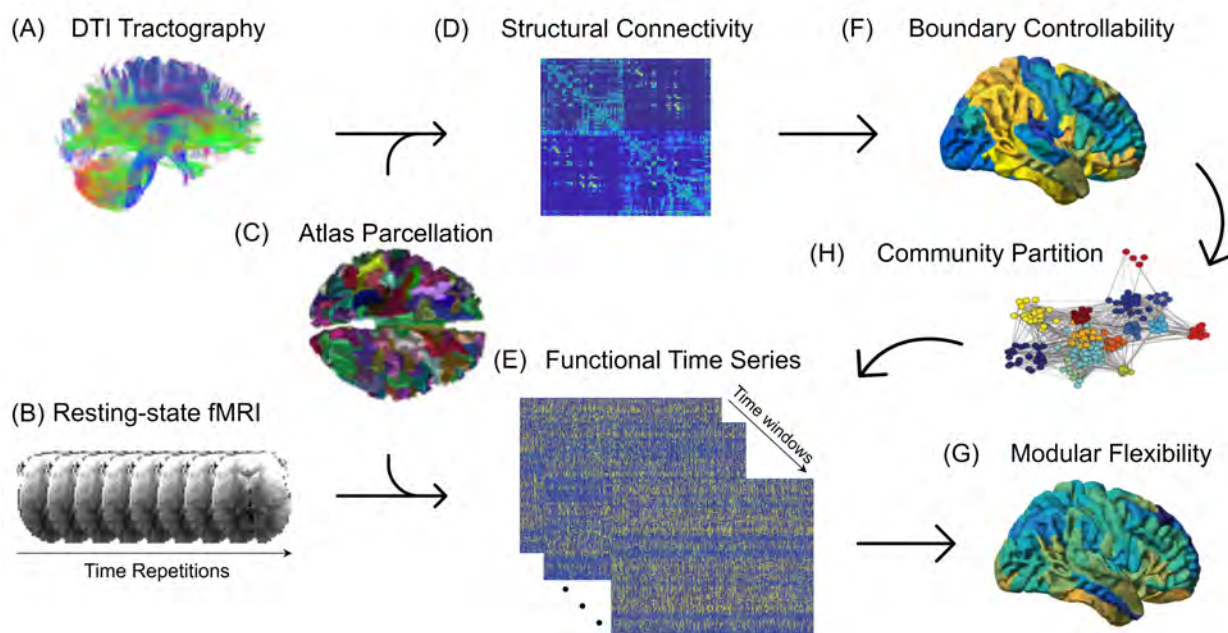 (A) DTI Tractography
(D) Structural Connectivity
(F) Boundary Controllability
(C) Atlas Parcellation
(H) Community Partition
(E) Functional Time Series
Time windows
(B) Resting-state fMRI
Time Repetitions
(G) Modular Flexibility